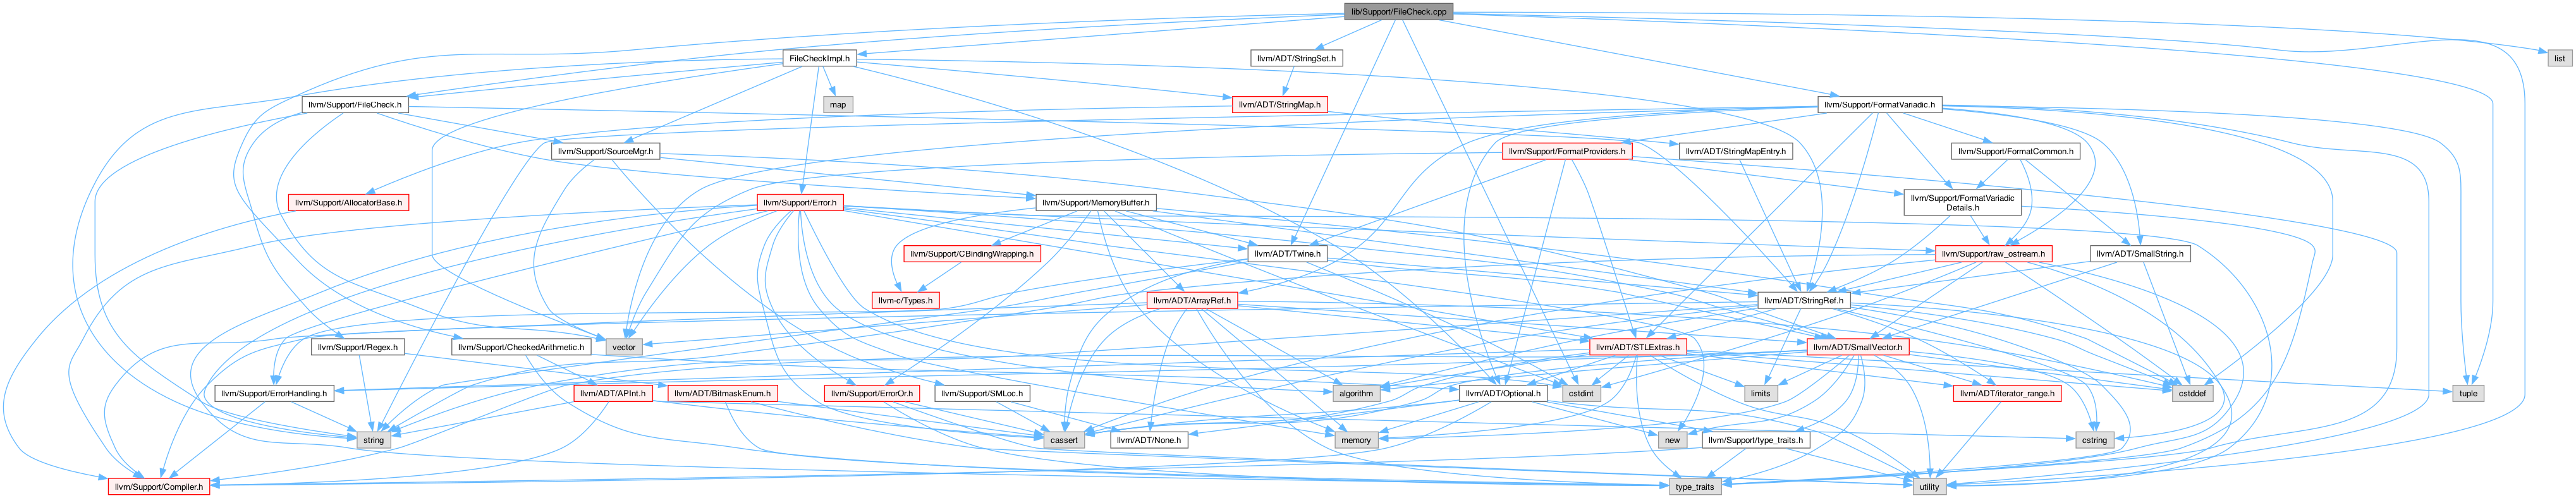 lib/Support/FileCheck.cpp
FileCheckImpl.h
llvm/ADT/StringSet.h
list
llvm/Support/FileCheck.h
map
llvm/ADT/StringMap.h
llvm/Support/FormatVariadic.h
llvm/Support/SourceMgr.h
llvm/Support/FormatProviders.h
llvm/ADT/StringMapEntry.h
llvm/Support/FormatCommon.h
llvm/Support/AllocatorBase.h
llvm/Support/Error.h
llvm/Support/MemoryBuffer.h
llvm/Support/FormatVariadic
Details.h
llvm/Support/CBindingWrapping.h
llvm/ADT/Twine.h
llvm/Support/raw_ostream.h
llvm/ADT/SmallString.h
llvm-c/Types.h
llvm/ADT/ArrayRef.h
llvm/ADT/StringRef.h
llvm/Support/Regex.h
llvm/Support/CheckedArithmetic.h
vector
llvm/ADT/STLExtras.h
llvm/ADT/SmallVector.h
llvm/Support/ErrorHandling.h
llvm/ADT/APInt.h
llvm/ADT/BitmaskEnum.h
llvm/Support/ErrorOr.h
llvm/Support/SMLoc.h
algorithm
cstdint
llvm/ADT/Optional.h
limits
llvm/ADT/iterator_range.h
cstddef
tuple
string
cassert
llvm/ADT/None.h
memory
new
llvm/Support/type_traits.h
cstring
llvm/Support/Compiler.h
type_traits
utility